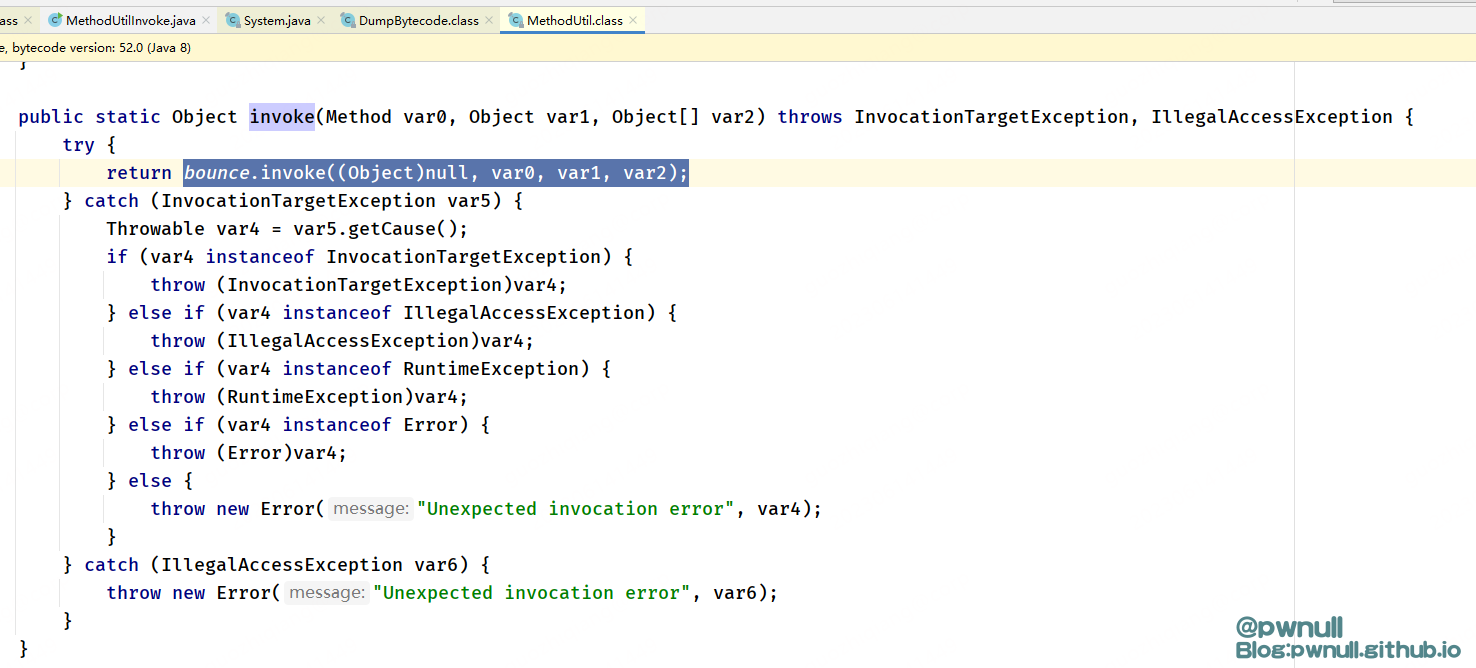 ass × MethodUtilInvoke.java × System.java × DumpBytecode.class × MethodUtil.class ×
e, bytecode version: 52.0 (Java 8)
}
public static Object invoke(Method var0, Object var1, Object[] var2) throws InvocationTargetException, IllegalAccessException {
try {
return bounce.invoke((Object)null, var0, var1, var2);
} catch (InvocationTargetException var5) {
Throwable var4 = var5.getCause();
if (var4 instanceof InvocationTargetException) {
throw (InvocationTargetException)var4;
} else if (var4 instanceof IllegalAccessException) {
throw (IllegalAccessException)var4;
} else if (var4 instanceof RuntimeException) {
throw (RuntimeException)var4;
} else if (var4 instanceof Error) {
throw (Error)var4;
} else {
throw new Error( message: "Unexpected invocation error", var4);
}
} catch (IllegalAccessException var6) {
throw new Error( message: "Unexpected invocation error", var6);
}
}
@pwnull
Blog:pwnull.github.io